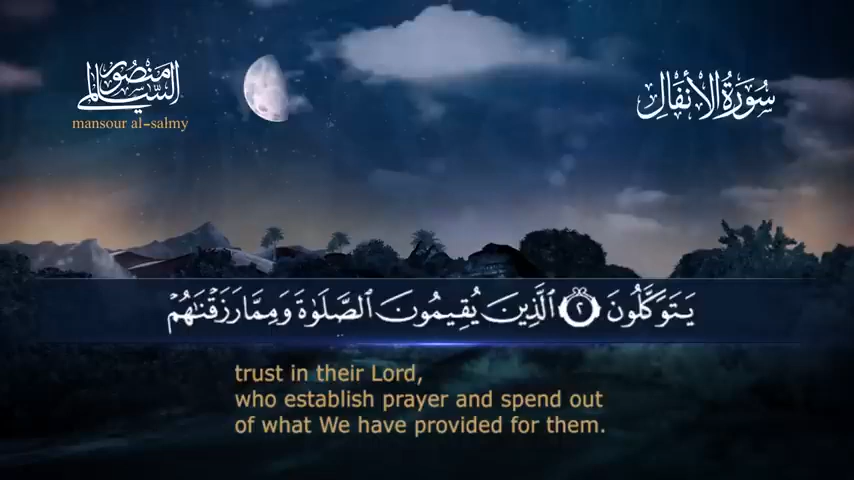 منصور السالمي
mansour al-salmy
سُورَةُ الأَنفَال
يَتَوَكَّلُونَ ۝٢ ٱلَّذِينَ يُقِيمُونَ ٱلصَّلَوٰةَ وَمِمَّا رَزَقۡنَٰهُمۡ
trust in their Lord,
who establish prayer and spend out
of what We have provided for them.